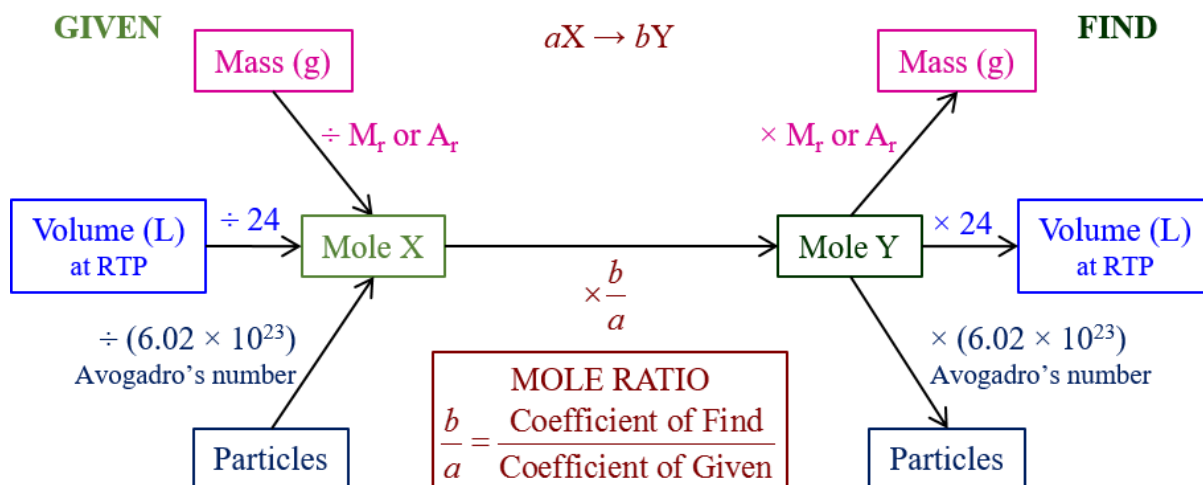 GIVEN
aX → bY
FIND
Mass (g)
Mass (g)
÷ Mᵣ or Aᵣ
× Mᵣ or Aᵣ
Volume (L)
at RTP
÷ 24
Mole X
Mole Y
× 24
Volume (L)
at RTP
× b/a
÷ (6.02 × 10²³)
Avogadro's number
× (6.02 × 10²³)
Avogadro's number
MOLE RATIO
b/a = Coefficient of Find/Coefficient of Given
Particles
Particles